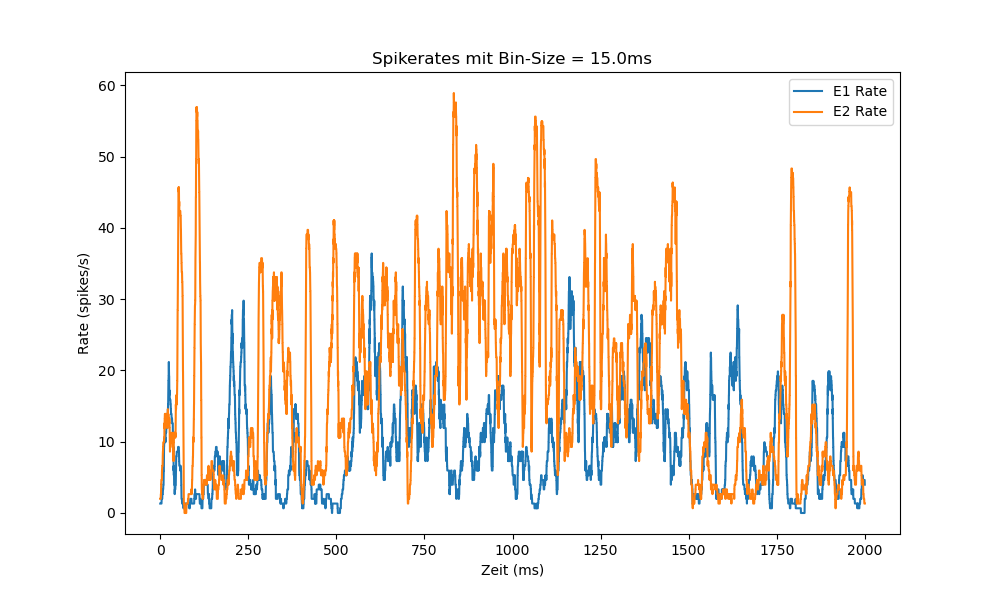 Spikerates mit Bin-Size = 15.0ms
E1 Rate
E2 Rate
Rate (spikes/s)
60
50
40
30
20
10
0
0 250 500 750 1000 1250 1500 1750 2000
Zeit (ms)